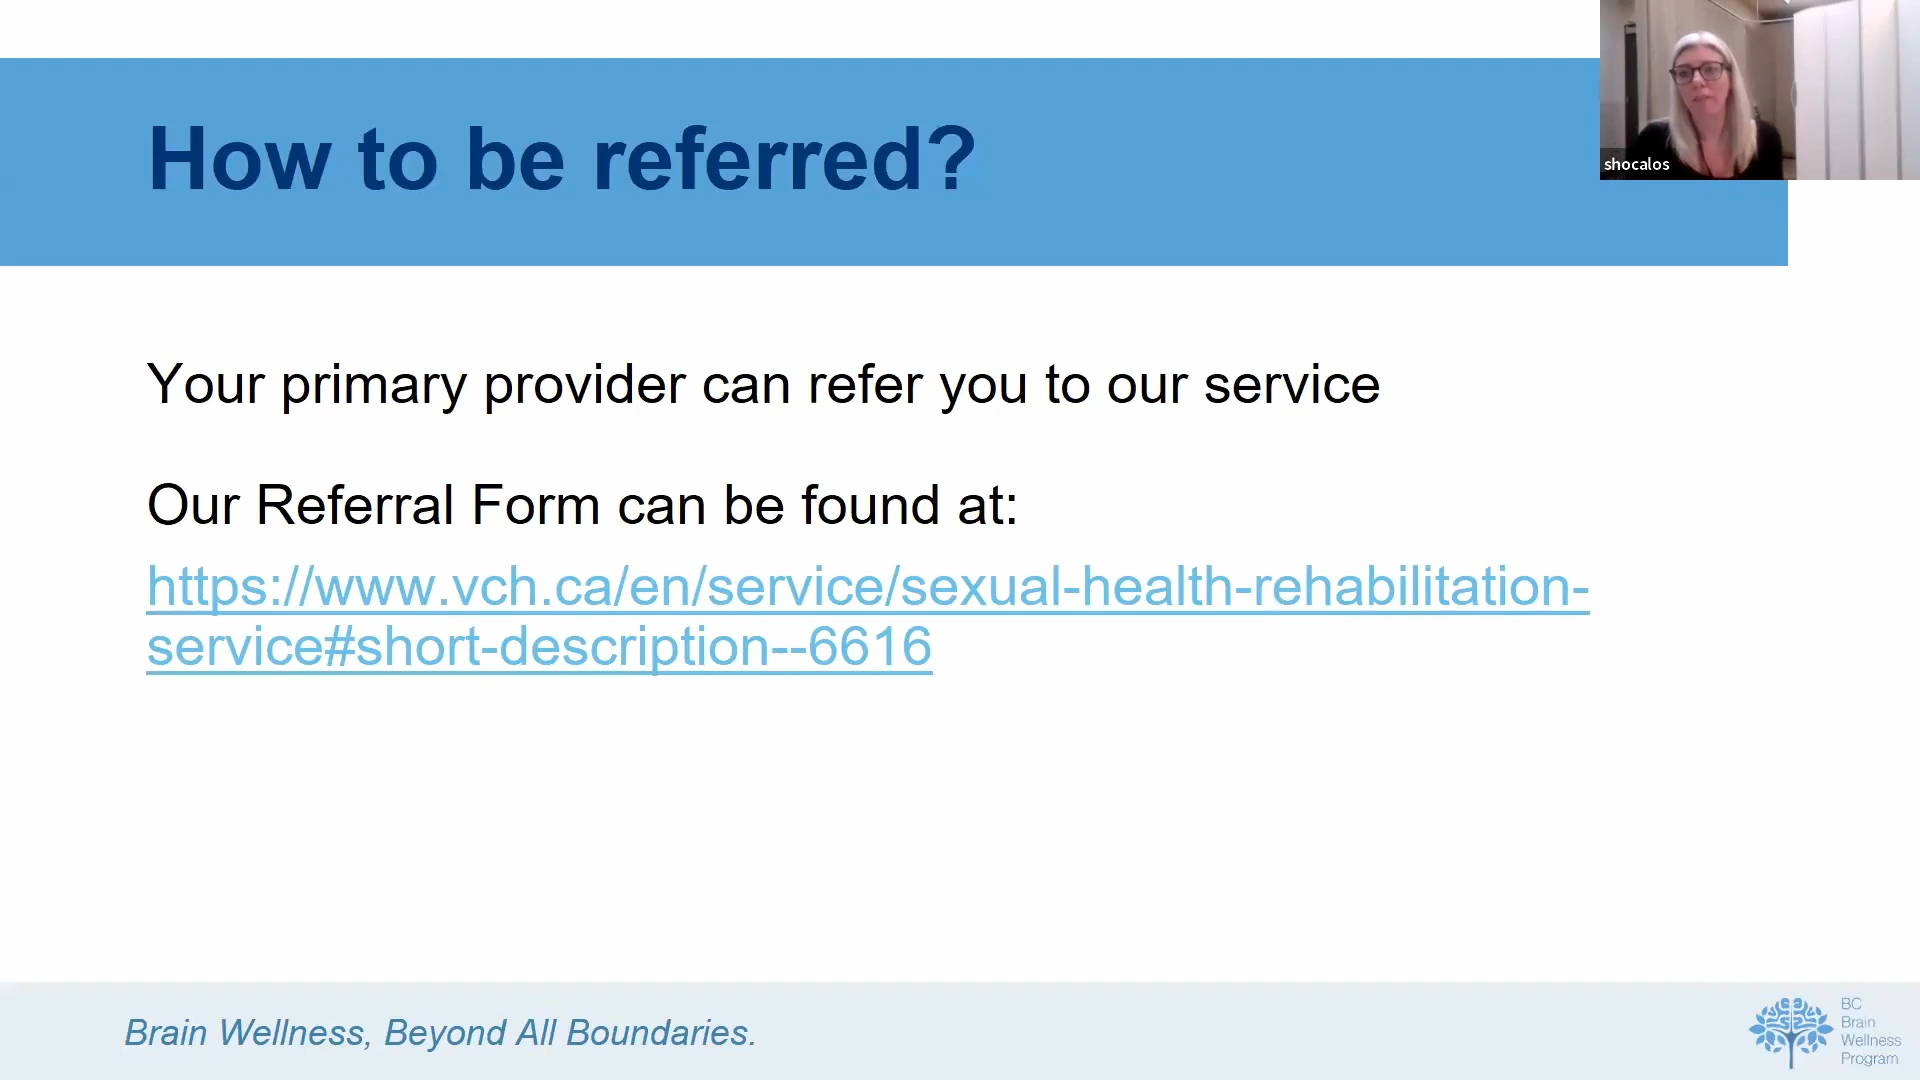 How to be referred?
shocalos
Your primary provider can refer you to our service
Our Referral Form can be found at:
https://www.vch.ca/en/service/sexual-health-rehabilitation-
service#short-description--6616
Brain Wellness, Beyond All Boundaries.
BC
Brain
Wellness
Program